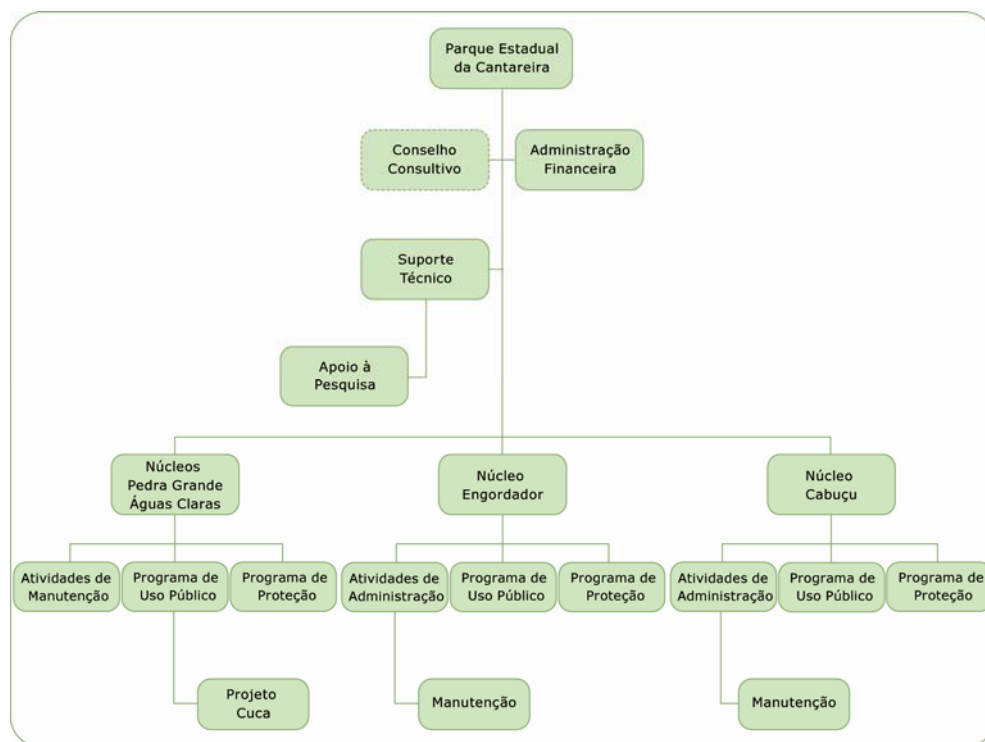 Parque Estadual
da Cantareira
Conselho
Consultivo
Administração
Financeira
Suporte
Técnico
Apoio à
Pesquisa
Núcleos
Pedra Grande
Águas Claras
Núcleo
Engordador
Núcleo
Cabuçu
Atividades de
Manutenção
Programa de
Uso Público
Programa de
Proteção
Atividades de
Administração
Programa de
Uso Público
Programa de
Proteção
Atividades de
Administração
Programa de
Uso Público
Programa de
Proteção
Projeto
Cuca
Manutenção
Manutenção